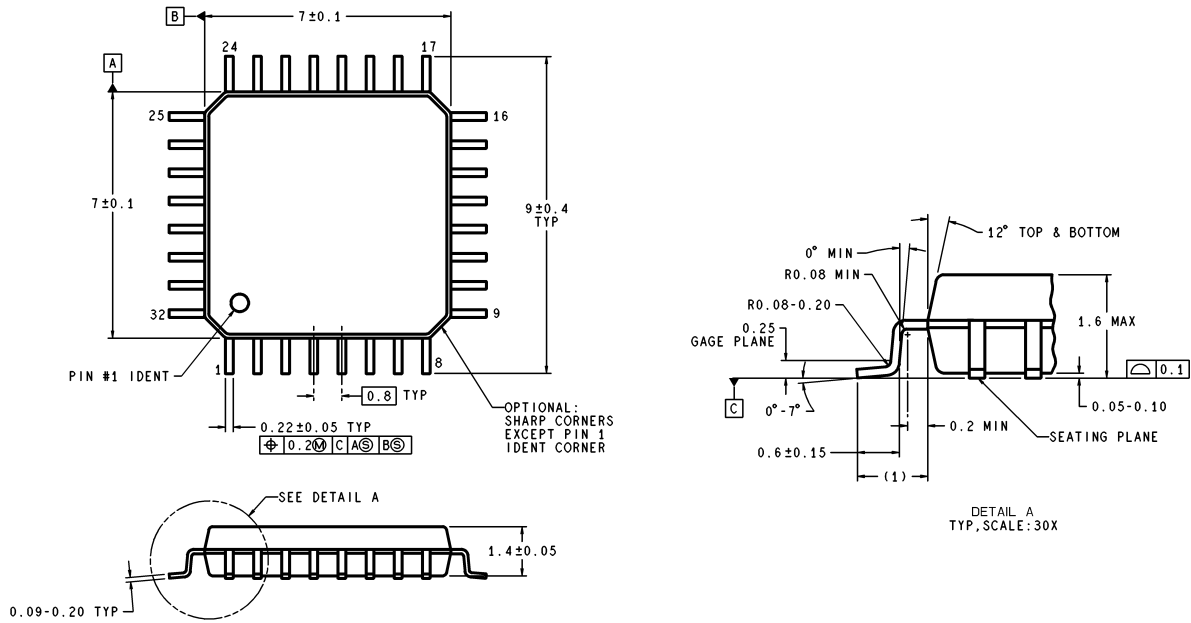 B
7±0.1
24
17
A
25
16
7±0.1
9±0.4
TYP
32
9
1
8
PIN #1 IDENT
0.8 TYP
OPTIONAL:
SHARP CORNERS
EXCEPT PIN 1
IDENT CORNER
0.22±0.05 TYP
⌖ 0.2Ⓜ C AⓈ BⓈ
SEE DETAIL A
1.4±0.05
0.09-0.20 TYP
12° TOP & BOTTOM
0° MIN
R0.08 MIN
R0.08-0.20
0.25
GAGE PLANE
1.6 MAX
⌓ 0.1
C
0°-7°
0.05-0.10
0.2 MIN
SEATING PLANE
0.6±0.15
(1)
DETAIL A
TYP,SCALE:30X